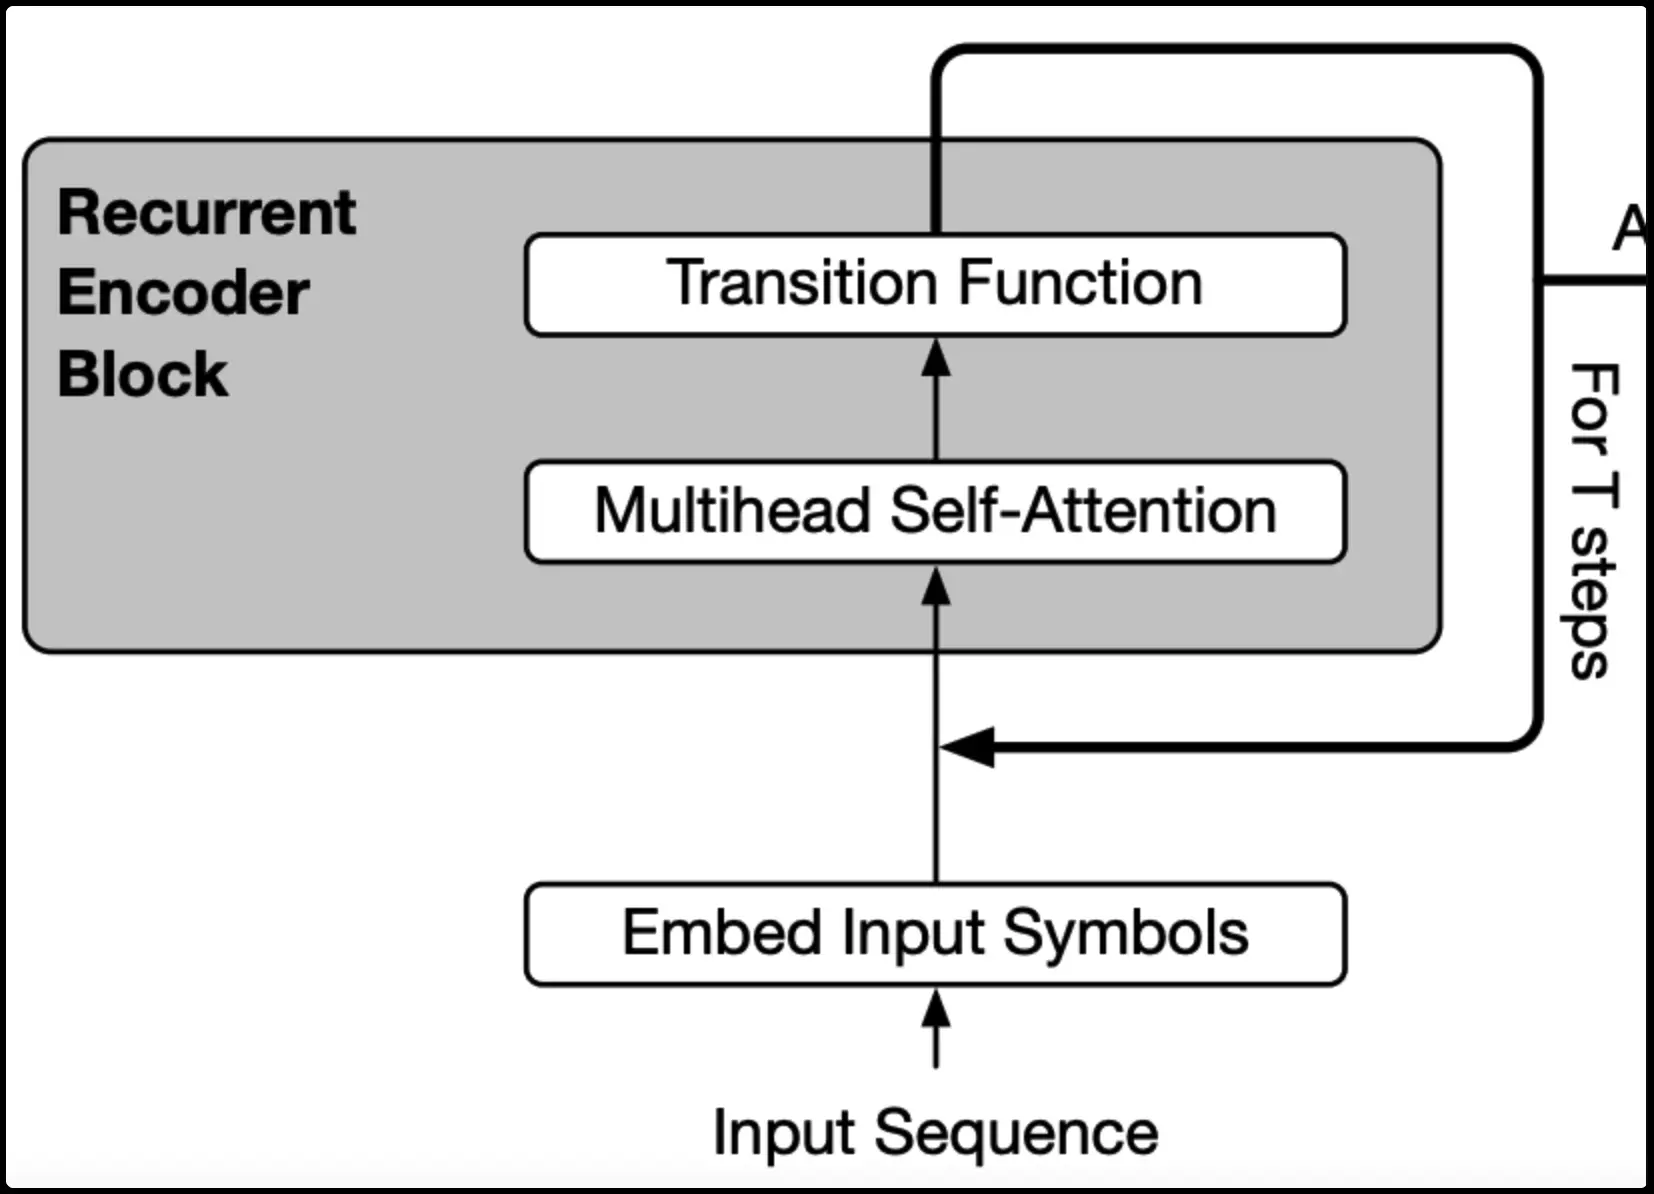 Recurrent
Encoder
Block
Transition Function
Multihead Self-Attention
For T steps
Embed Input Symbols
Input Sequence